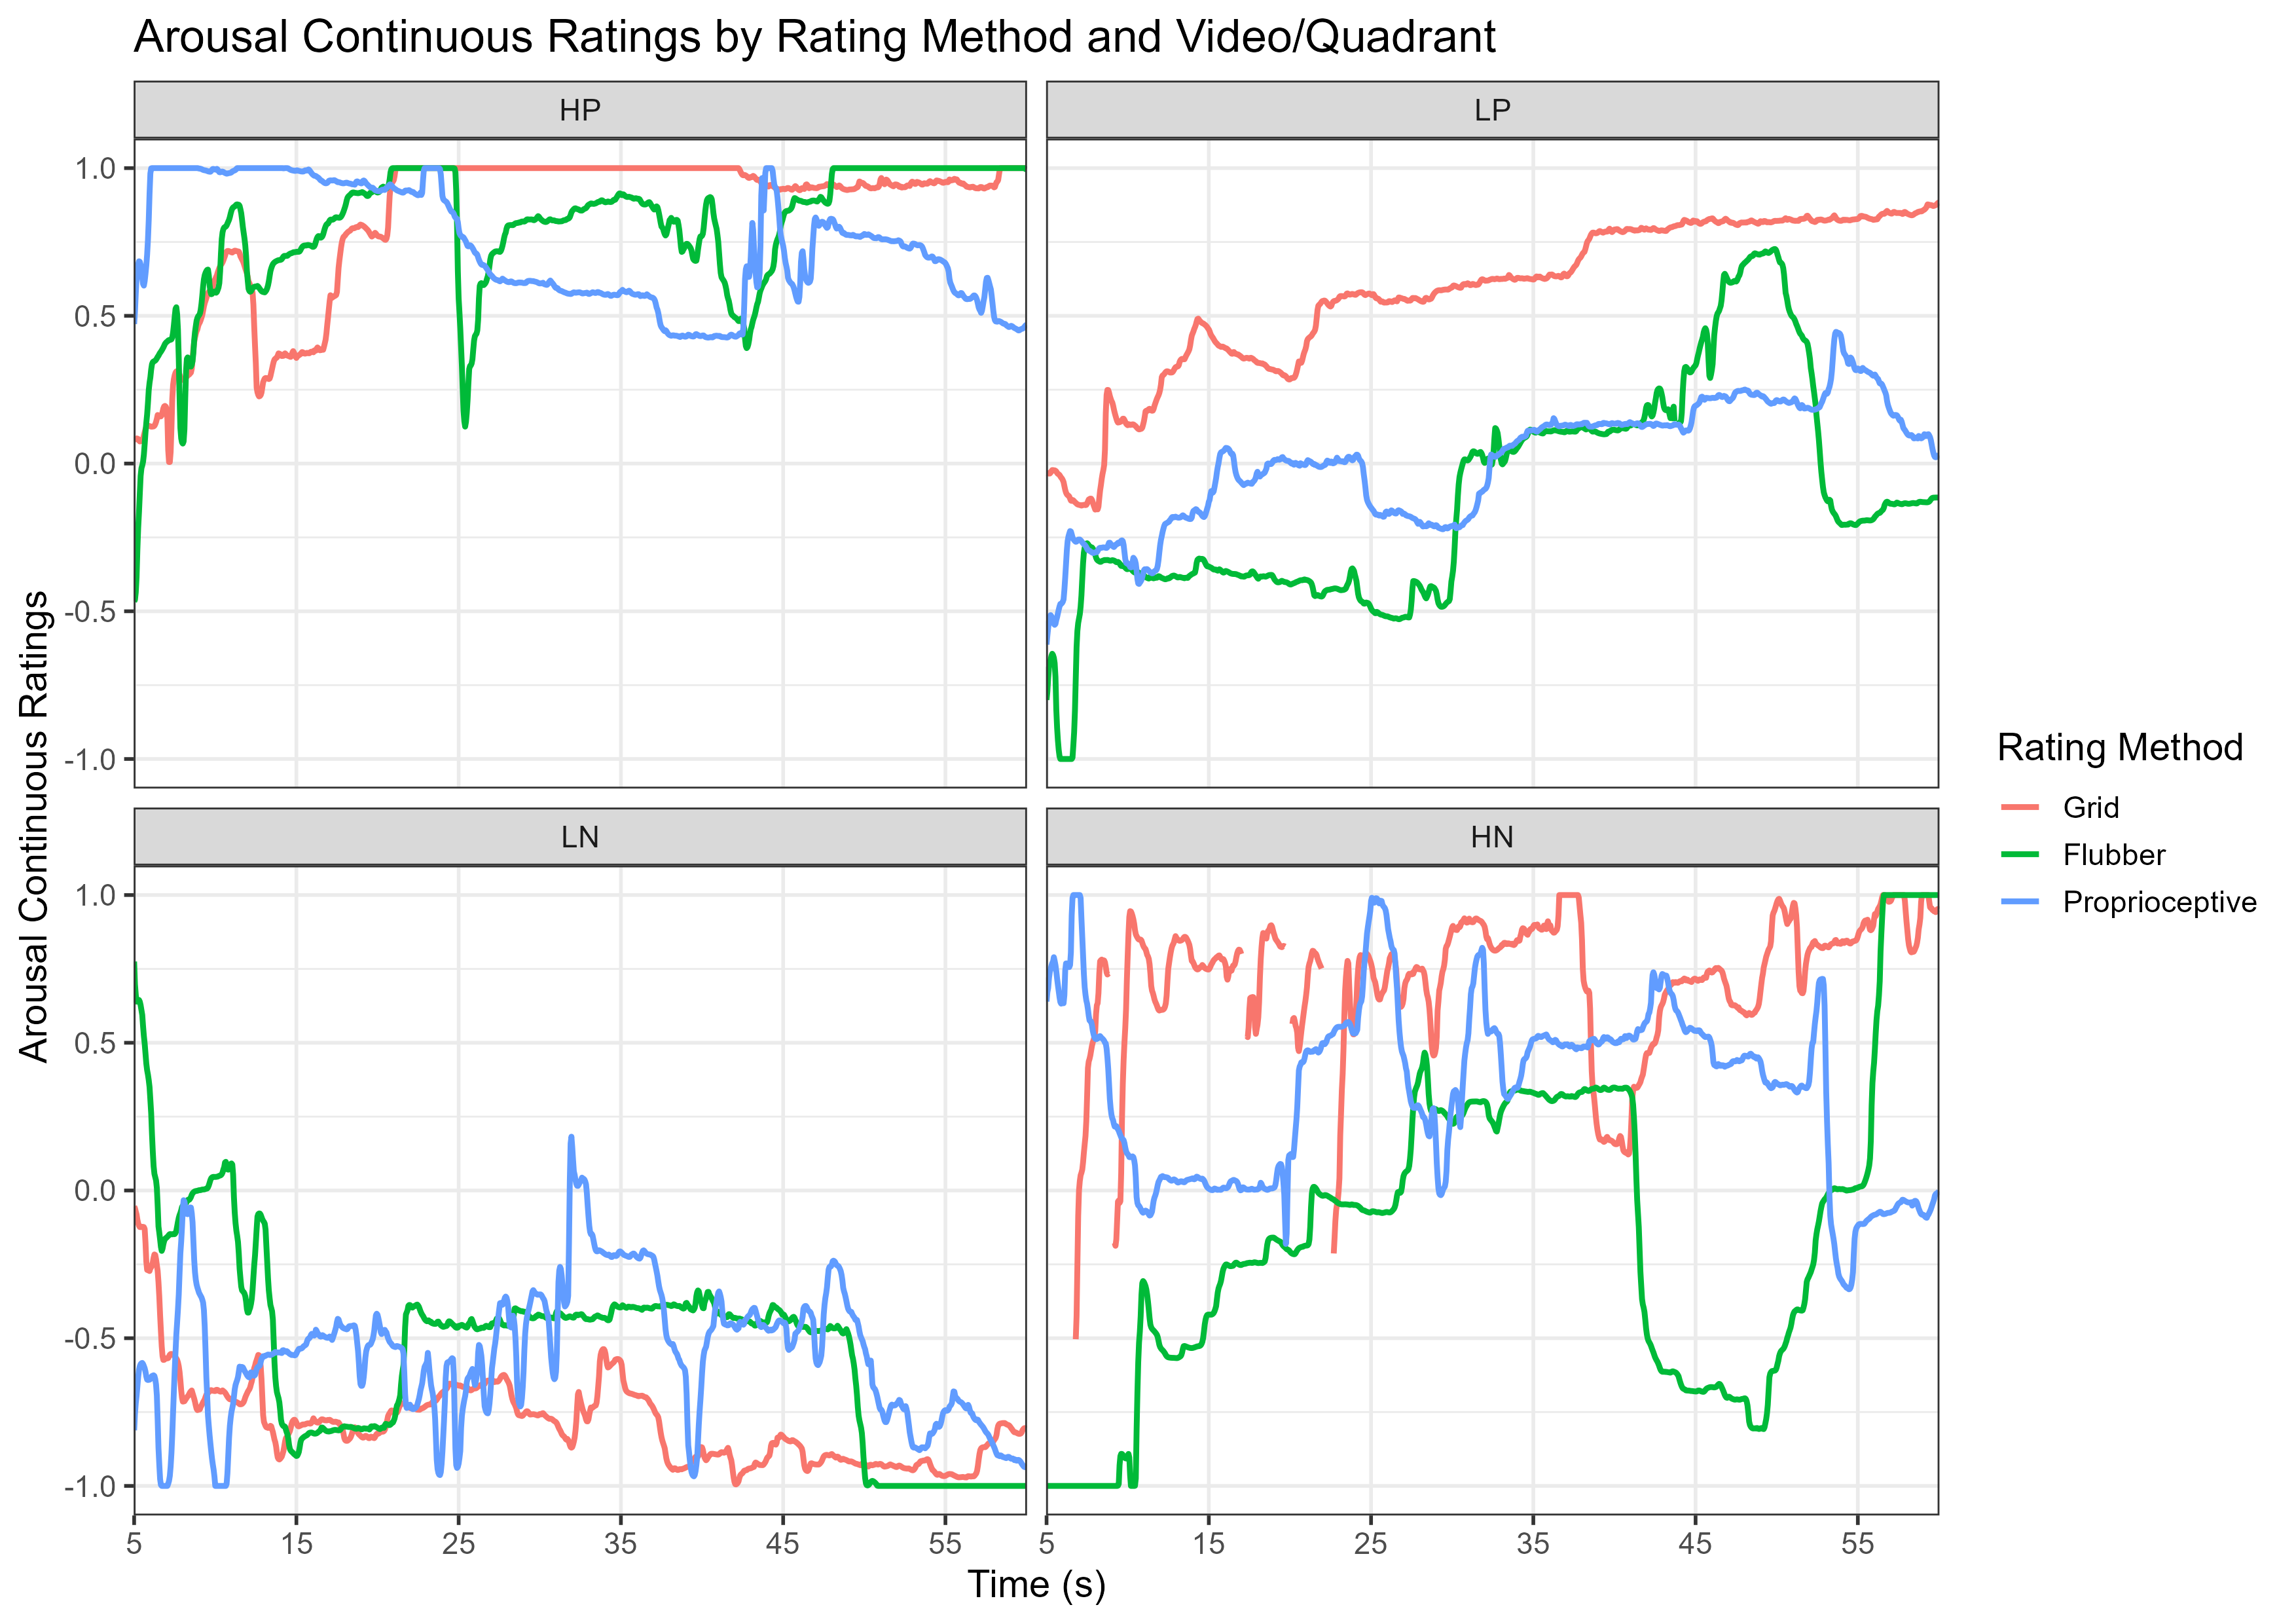 Arousal Continuous Ratings by Rating Method and Video/Quadrant
HP
LP
1.0
0.5
0.0
-0.5
-1.0
LN
HN
1.0
0.5
0.0
-0.5
-1.0
5 15 25 35 45 55
5 15 25 35 45 55
Time (s)
Arousal Continuous Ratings
Rating Method
Grid
Flubber
Proprioceptive